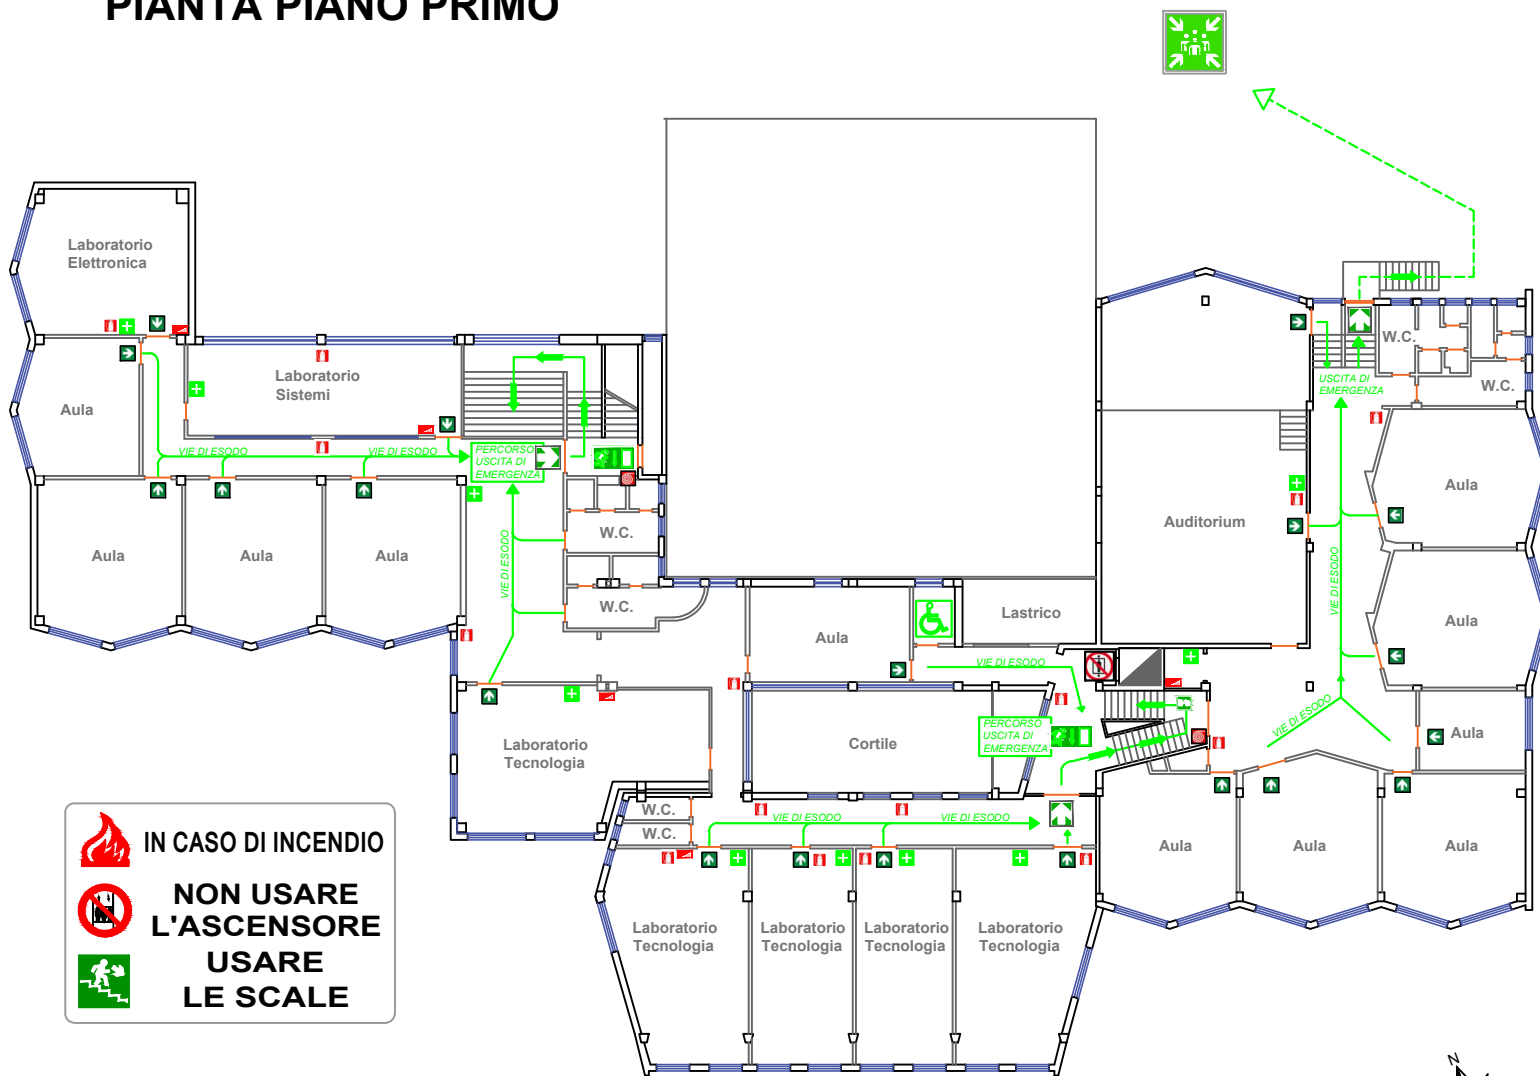 PIANTA PIANO PRIMO
Laboratorio
Elettronica
Laboratorio
Sistemi
Aula
VIE DI ESODO
VIE DI ESODO
PERCORSO
USCITA DI
EMERGENZA
Aula
Aula
Aula
VIE DI ESODO
W.C.
W.C.
Laboratorio
Tecnologia
Aula
Lastrico
VIE DI ESODO
Cortile
PERCORSO
USCITA DI
EMERGENZA
W.C.
W.C.
VIE DI ESODO
VIE DI ESODO
Laboratorio
Tecnologia
Laboratorio
Tecnologia
Laboratorio
Tecnologia
Laboratorio
Tecnologia
Auditorium
USCITA DI
EMERGENZA
W.C.
W.C.
Aula
VIE DI ESODO
Aula
VIE DI ESODO
Aula
Aula
Aula
Aula
IN CASO DI INCENDIO
NON USARE
L'ASCENSORE
USARE
LE SCALE
N